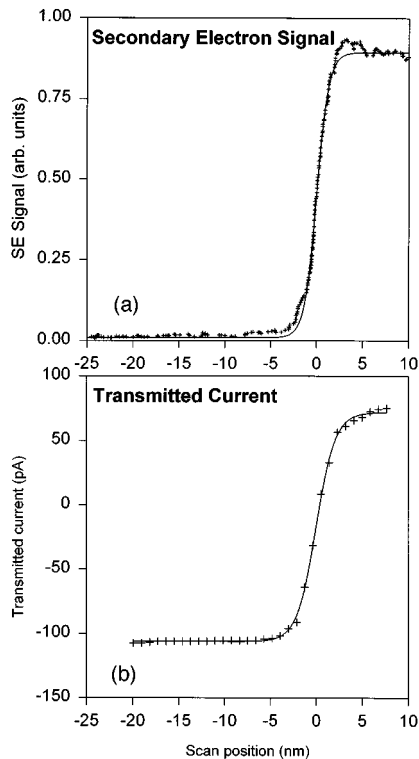 Secondary Electron Signal
SE Signal (arb. units)
1.00
0.75
0.50
0.25
0.00
(a)
-25 -20 -15 -10 -5 0 5 10
Transmitted Current
Transmitted current (pA)
100
50
0
-50
-100
-150
(b)
-25 -20 -15 -10 -5 0 5 10
Scan position (nm)